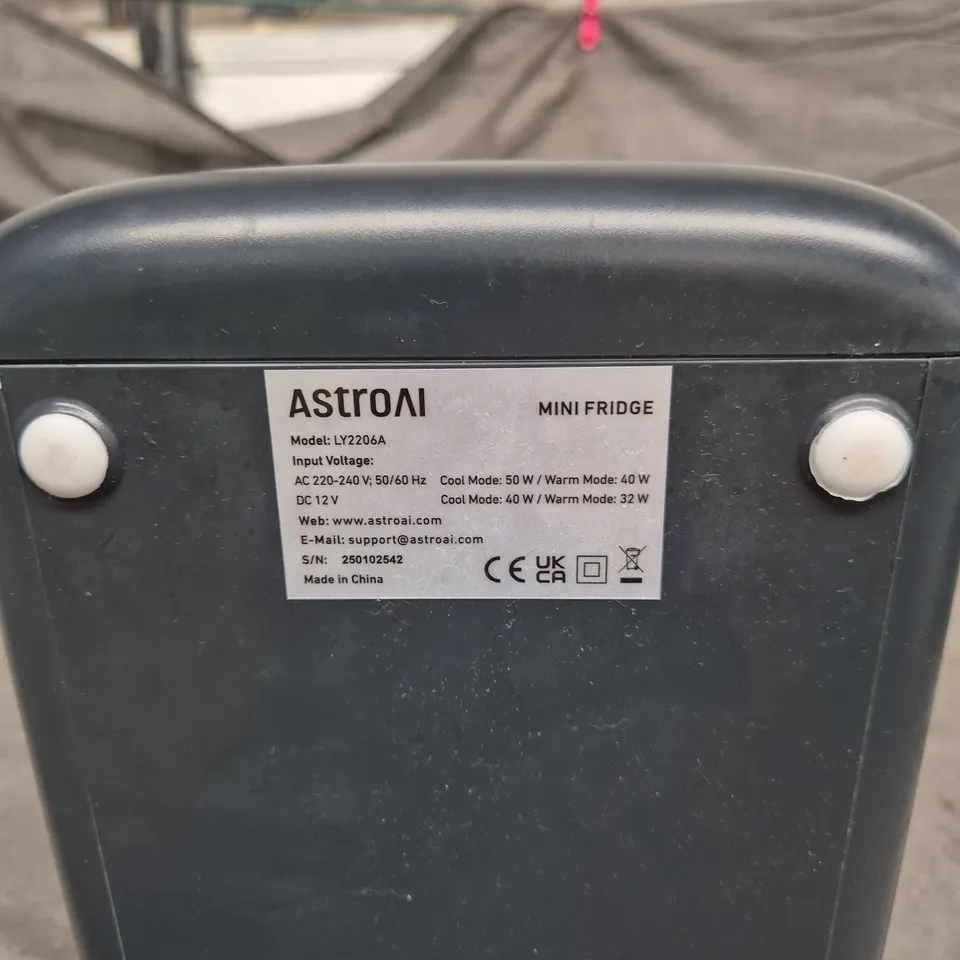 ASTROAI
MINI FRIDGE
Model: LY2206A
Input Voltage:
AC 220-240 V; 50/60 Hz Cool Mode: 50 W / Warm Mode: 40 W
DC 12 V Cool Mode: 40 W / Warm Mode: 32 W
Web: www.astroai.com
E-Mail: support@astroai.com
S/N: 250102542
Made in China
CE UK CA